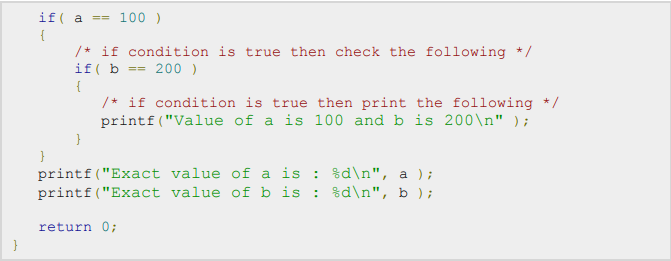 if( a == 100 )
{
/* if condition is true then check the following */
if( b == 200 )
{
/* if condition is true then print the following */
printf("Value of a is 100 and b is 200\n" );
}
}
printf("Exact value of a is : %d\n", a );
printf("Exact value of b is : %d\n", b );
return 0;
}